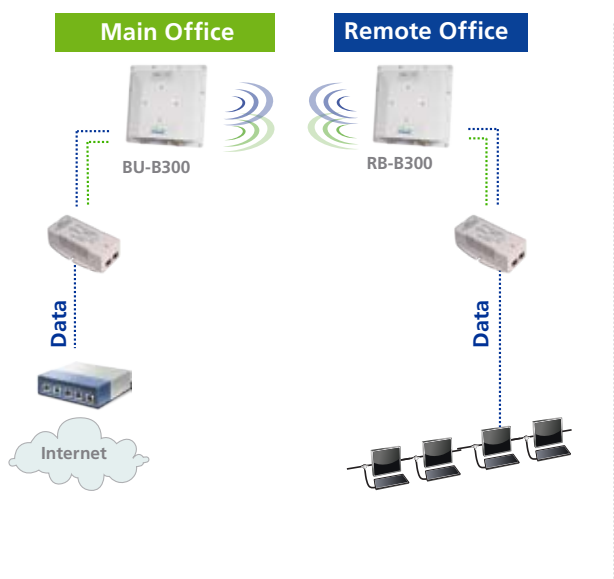 Main Office
Remote Office
BU-B300
RB-B300
Data
Data
Internet